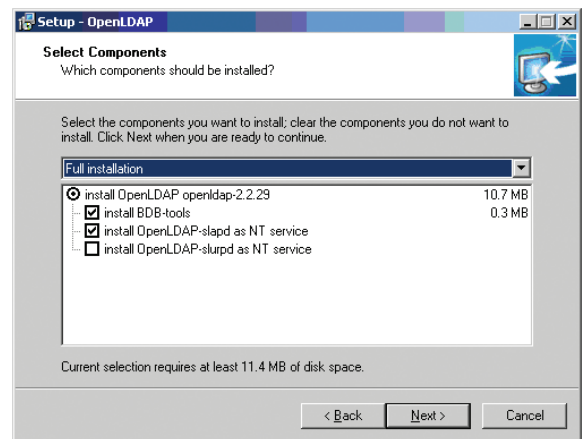 Setup - OpenLDAP
Select Components
Which components should be installed?
Select the components you want to install; clear the components you do not want to
install. Click Next when you are ready to continue.
Full installation
install OpenLDAP openldap-2.2.29 10.7 MB
install BDB-tools 0.3 MB
install OpenLDAP-slapd as NT service
install OpenLDAP-slurpd as NT service
Current selection requires at least 11.4 MB of disk space.
< Back Next > Cancel